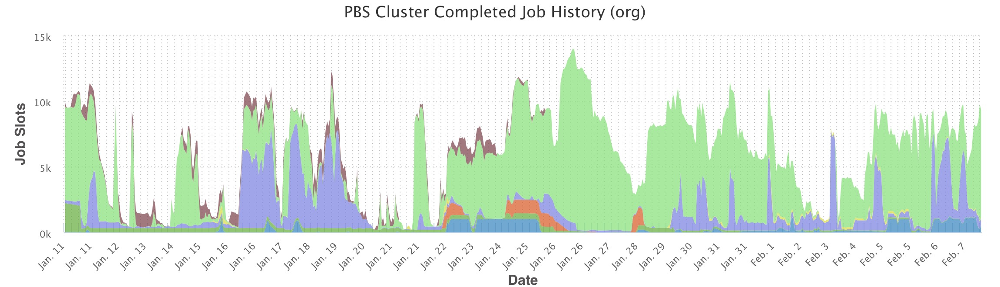 PBS Cluster Completed Job History (org)
15k
10k
5k
0k
Job Slots
Jan. 11
Jan. 11
Jan. 12
Jan. 13
Jan. 14
Jan. 15
Jan. 16
Jan. 16
Jan. 17
Jan. 18
Jan. 19
Jan. 20
Jan. 21
Jan. 21
Jan. 22
Jan. 23
Jan. 24
Jan. 25
Jan. 26
Jan. 26
Jan. 27
Jan. 28
Jan. 29
Jan. 30
Jan. 31
Jan. 31
Feb. 1
Feb. 2
Feb. 3
Feb. 4
Feb. 5
Feb. 5
Feb. 6
Feb. 7
Date